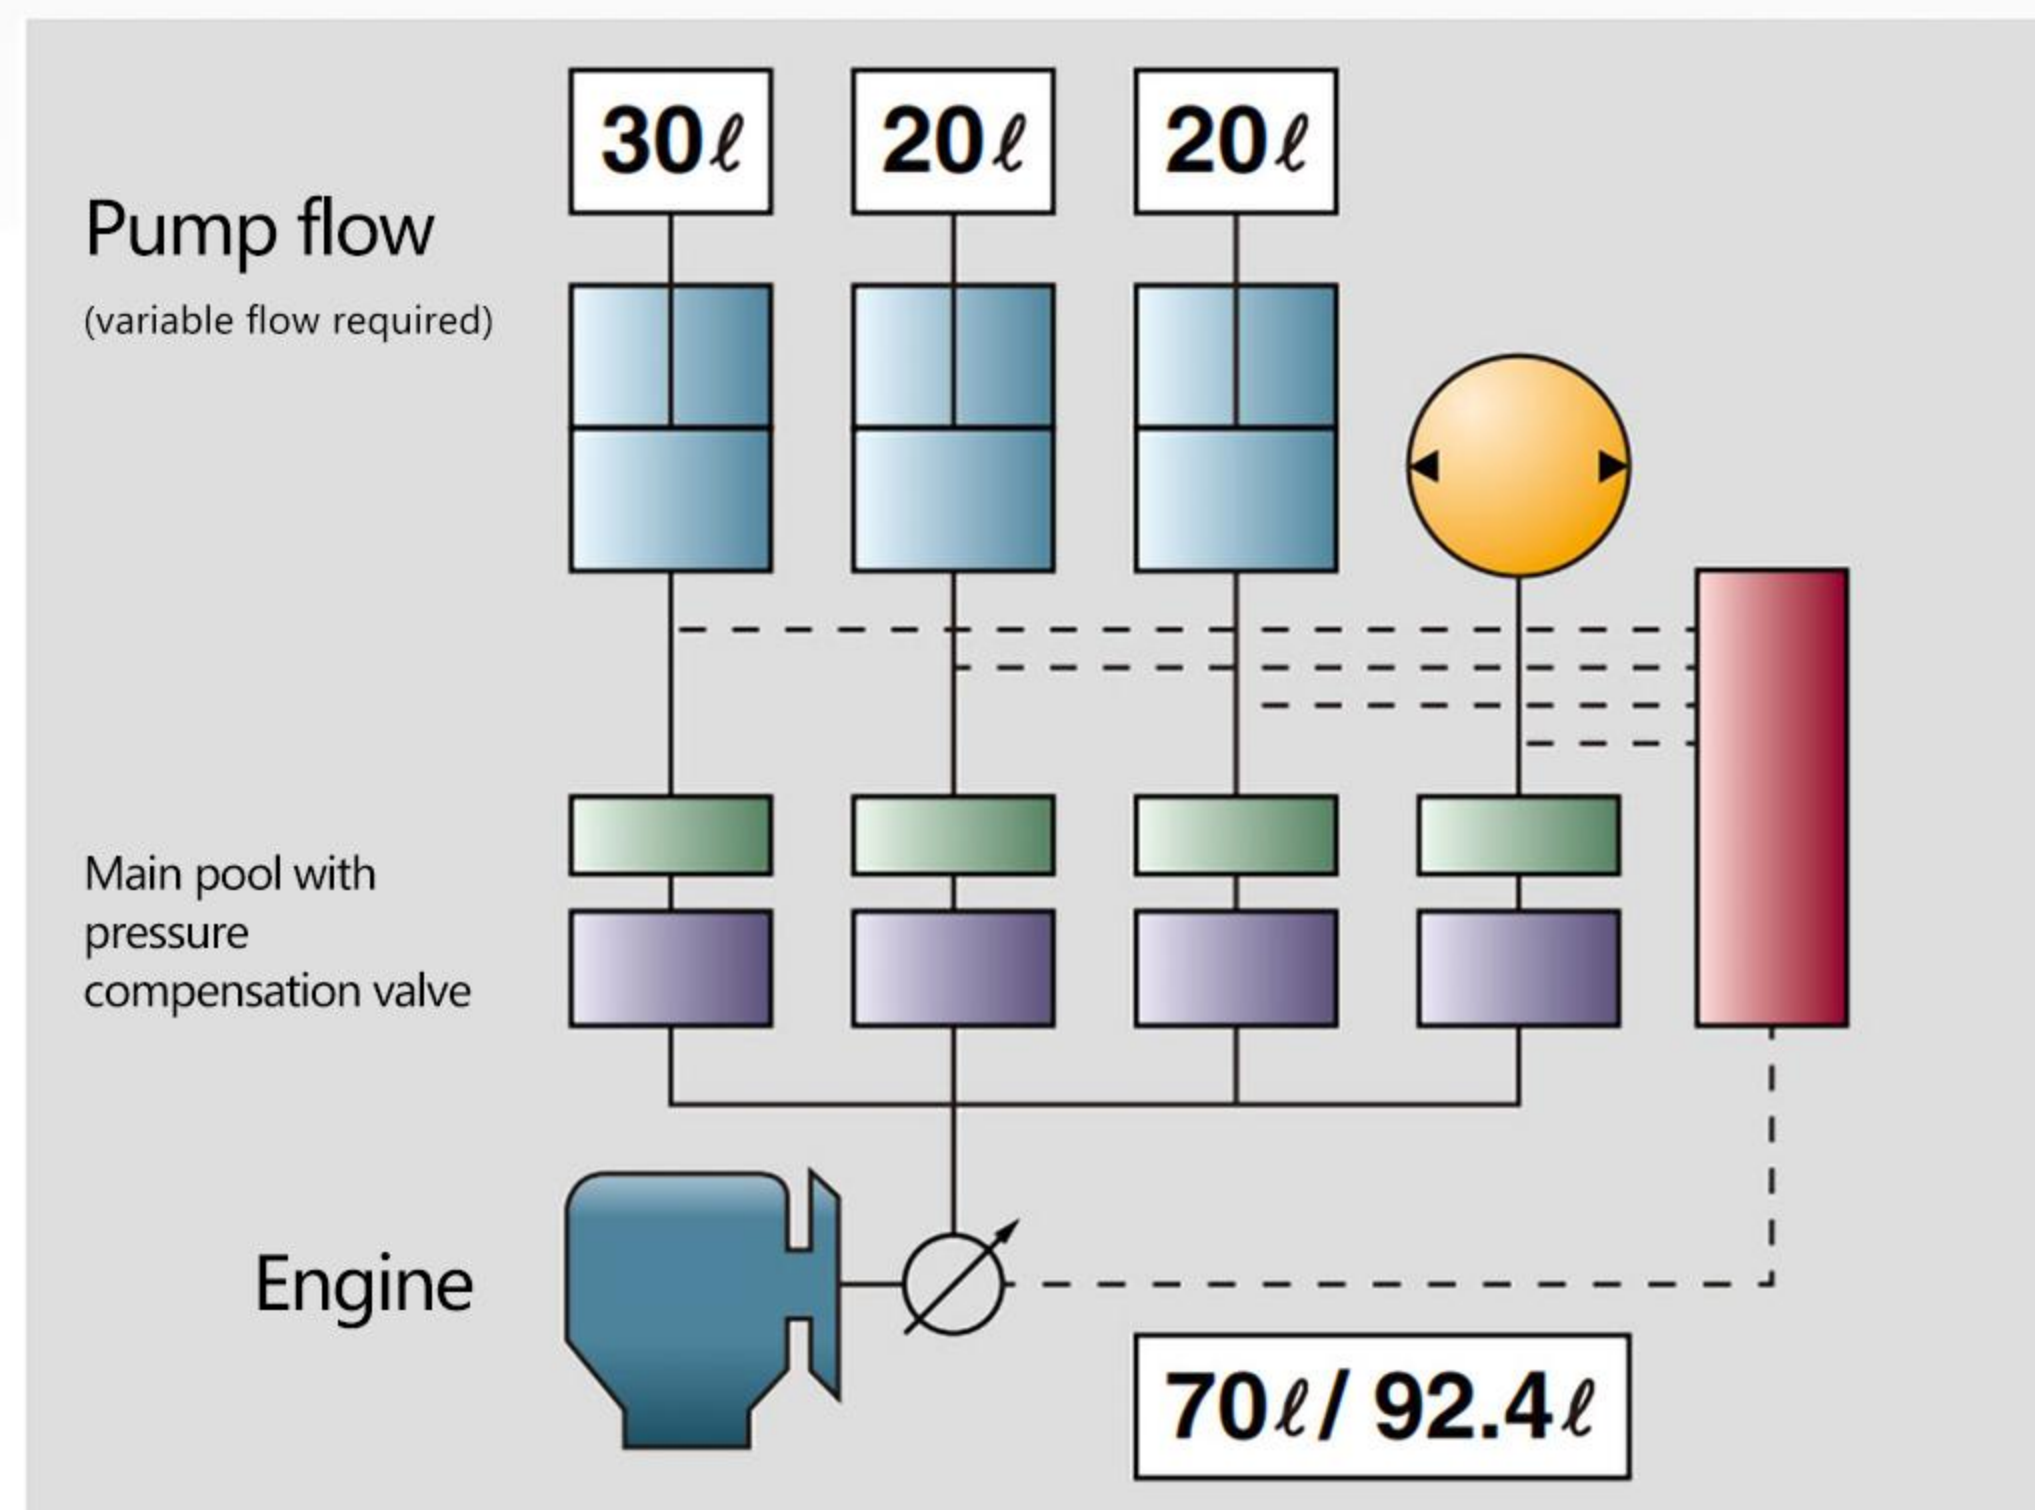 30ℓ
20ℓ
20ℓ
Pump flow
(variable flow required)
Main pool with
pressure
compensation valve
Engine
70ℓ/ 92.4ℓ